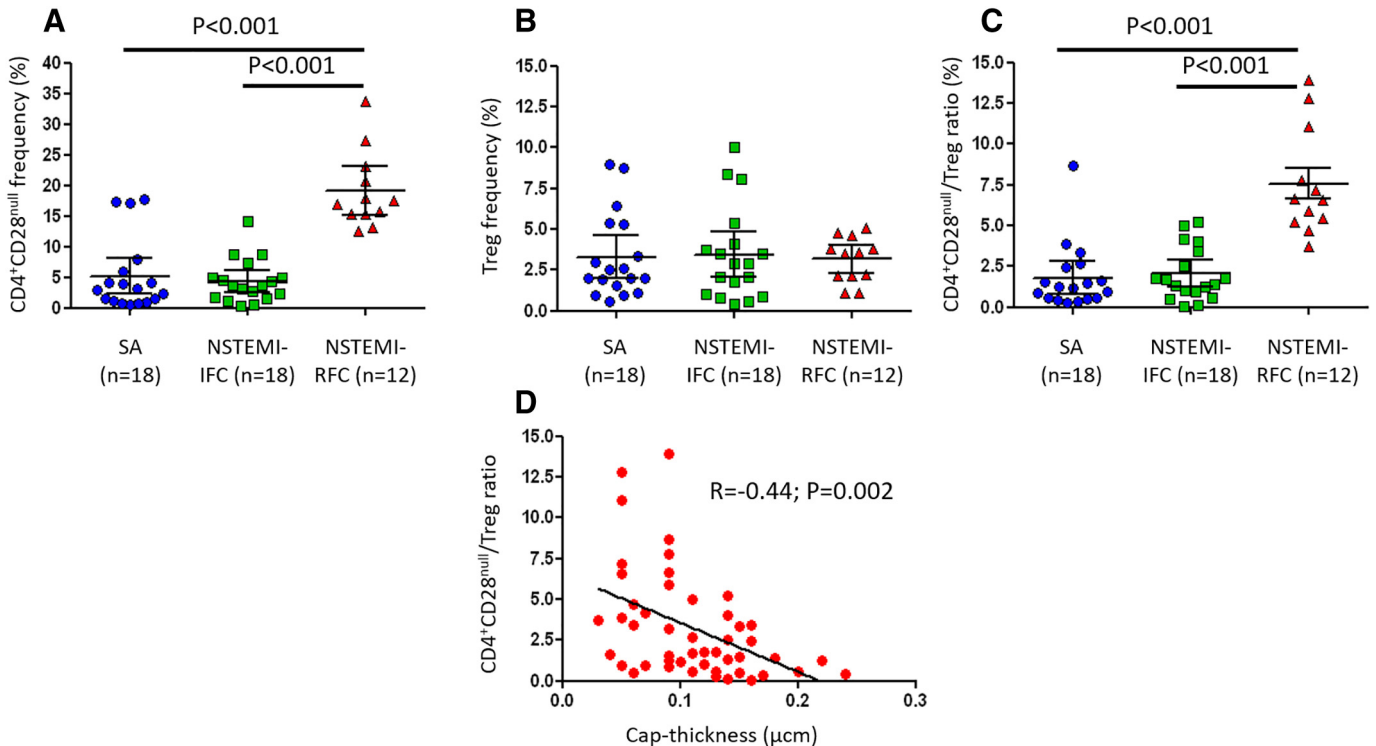 A
P<0.001
P<0.001
CD4⁺CD28ⁿᵘˡˡ frequency (%)
40
35
30
25
20
15
10
5
0
SA (n=18)
NSTEMI-IFC (n=18)
NSTEMI-RFC (n=12)
B
Treg frequency (%)
15.0
12.5
10.0
7.5
5.0
2.5
0.0
SA (n=18)
NSTEMI-IFC (n=18)
NSTEMI-RFC (n=12)
C
P<0.001
P<0.001
CD4⁺CD28ⁿᵘˡˡ/Treg ratio (%)
15.0
12.5
10.0
7.5
5.0
2.5
0.0
SA (n=18)
NSTEMI-IFC (n=18)
NSTEMI-RFC (n=12)
D
CD4⁺CD28ⁿᵘˡˡ/Treg ratio
15.0
12.5
10.0
7.5
5.0
2.5
0.0
R=-0.44; P=0.002
0.0 0.1 0.2 0.3
Cap-thickness (μcm)